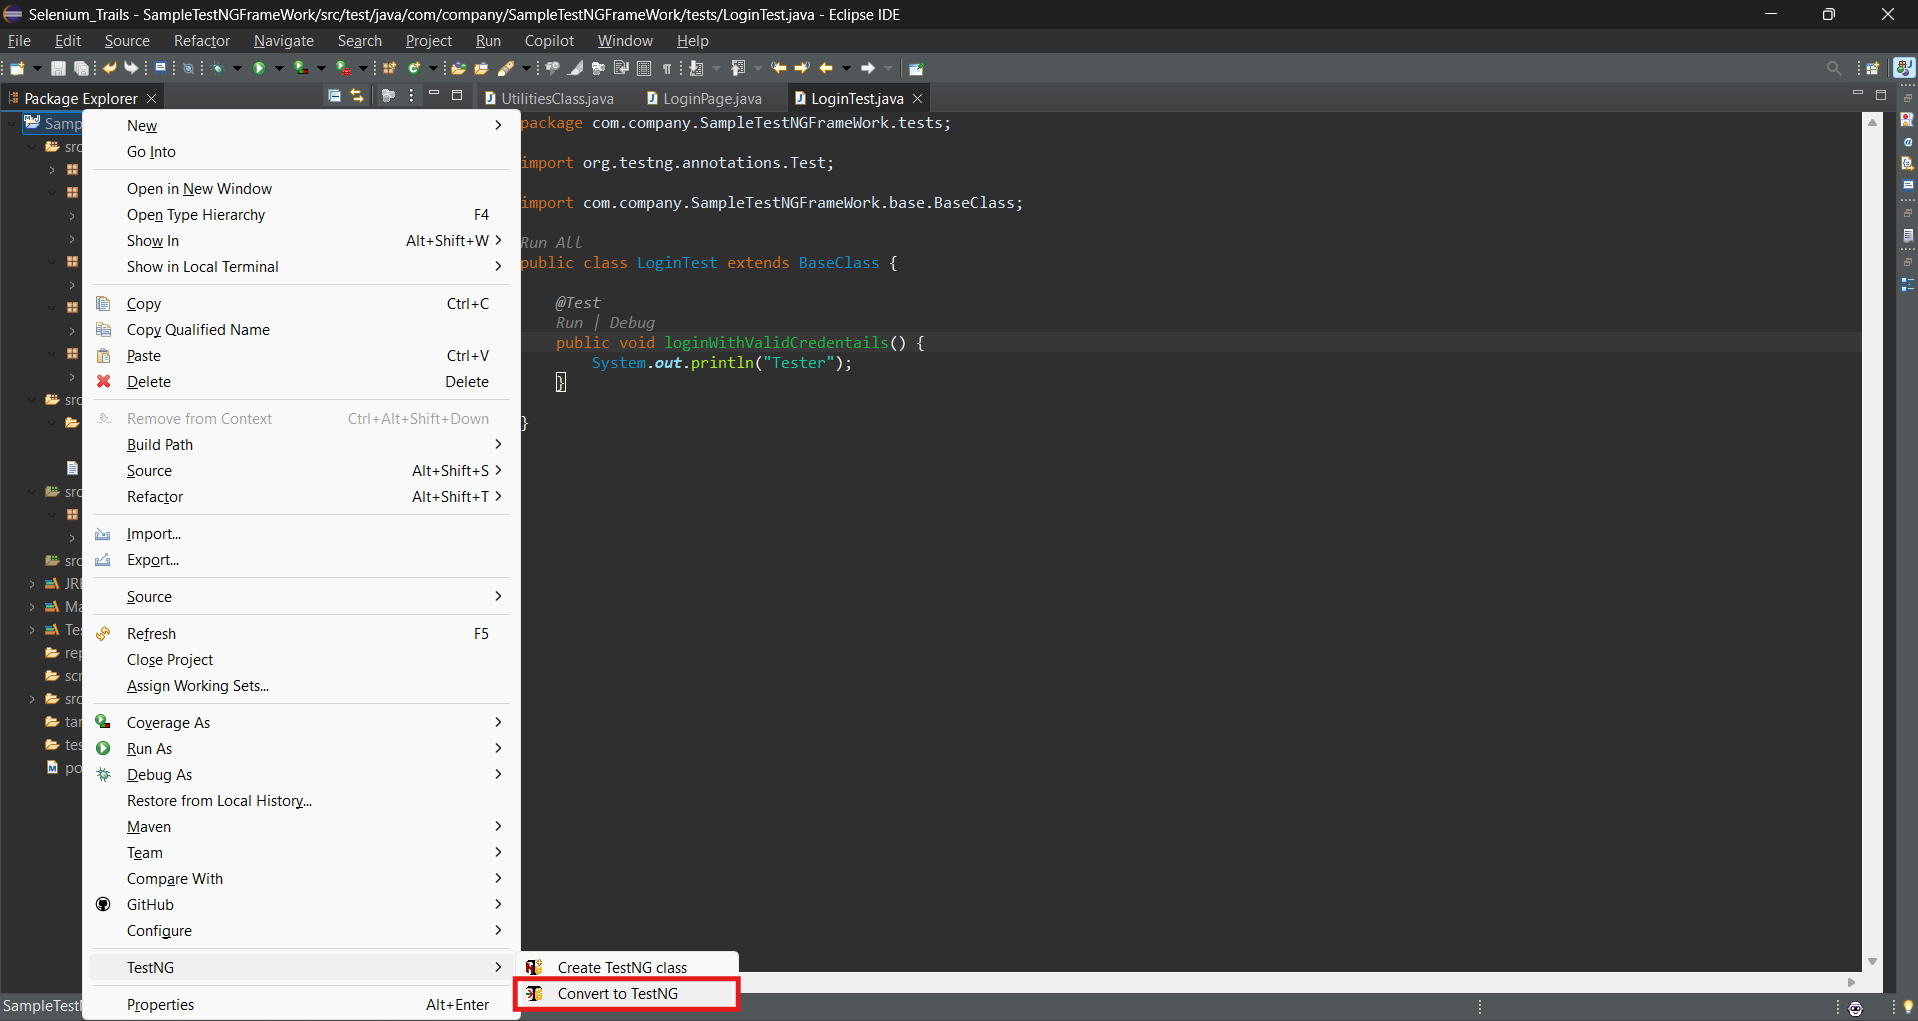 Selenium_Trails - SampleTestNGFrameWork/src/test/java/com/company/SampleTestNGFrameWork/tests/LoginTest.java - Eclipse IDE
File Edit Source Refactor Navigate Search Project Run Copilot Window Help
Package Explorer
UtilitiesClass.java LoginPage.java LoginTest.java
Samp
src
src
src
src
JRE
Ma
Tes
rep
scr
src
tar
tes
po
New
Go Into
Open in New Window
Open Type Hierarchy F4
Show In Alt+Shift+W
Show in Local Terminal
Copy Ctrl+C
Copy Qualified Name
Paste Ctrl+V
Delete Delete
Remove from Context Ctrl+Alt+Shift+Down
Build Path
Source Alt+Shift+S
Refactor Alt+Shift+T
Import...
Export...
Source
Refresh F5
Close Project
Assign Working Sets...
Coverage As
Run As
Debug As
Restore from Local History...
Maven
Team
Compare With
GitHub
Configure
TestNG
Properties Alt+Enter
Create TestNG class
Convert to TestNG
package com.company.SampleTestNGFrameWork.tests;
import org.testng.annotations.Test;
import com.company.SampleTestNGFrameWork.base.BaseClass;
Run All
public class LoginTest extends BaseClass {
@Test
Run | Debug
public void loginWithValidCredentails() {
System.out.println("Tester");
}
}
SampleTestN